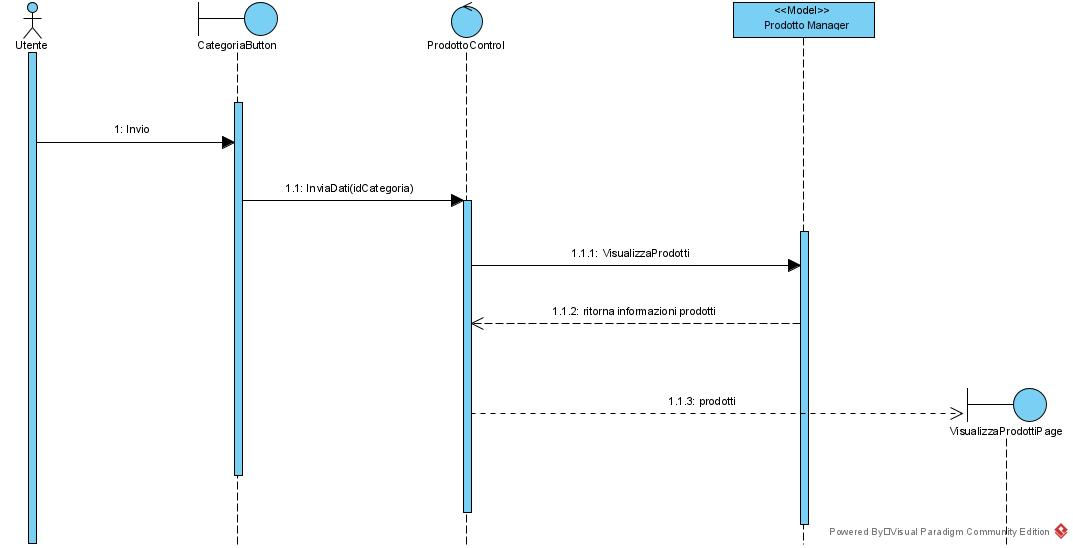 <<Model>>
Prodotto Manager
Utente
CategoriaButton
ProdottoControl
1: Invio
1.1: InviaDati(idCategoria)
1.1.1: VisualizzaProdotti
1.1.2: ritorna informazioni prodotti
1.1.3: prodotti
VisualizzaProdottiPage
Powered By□Visual Paradigm Community Edition